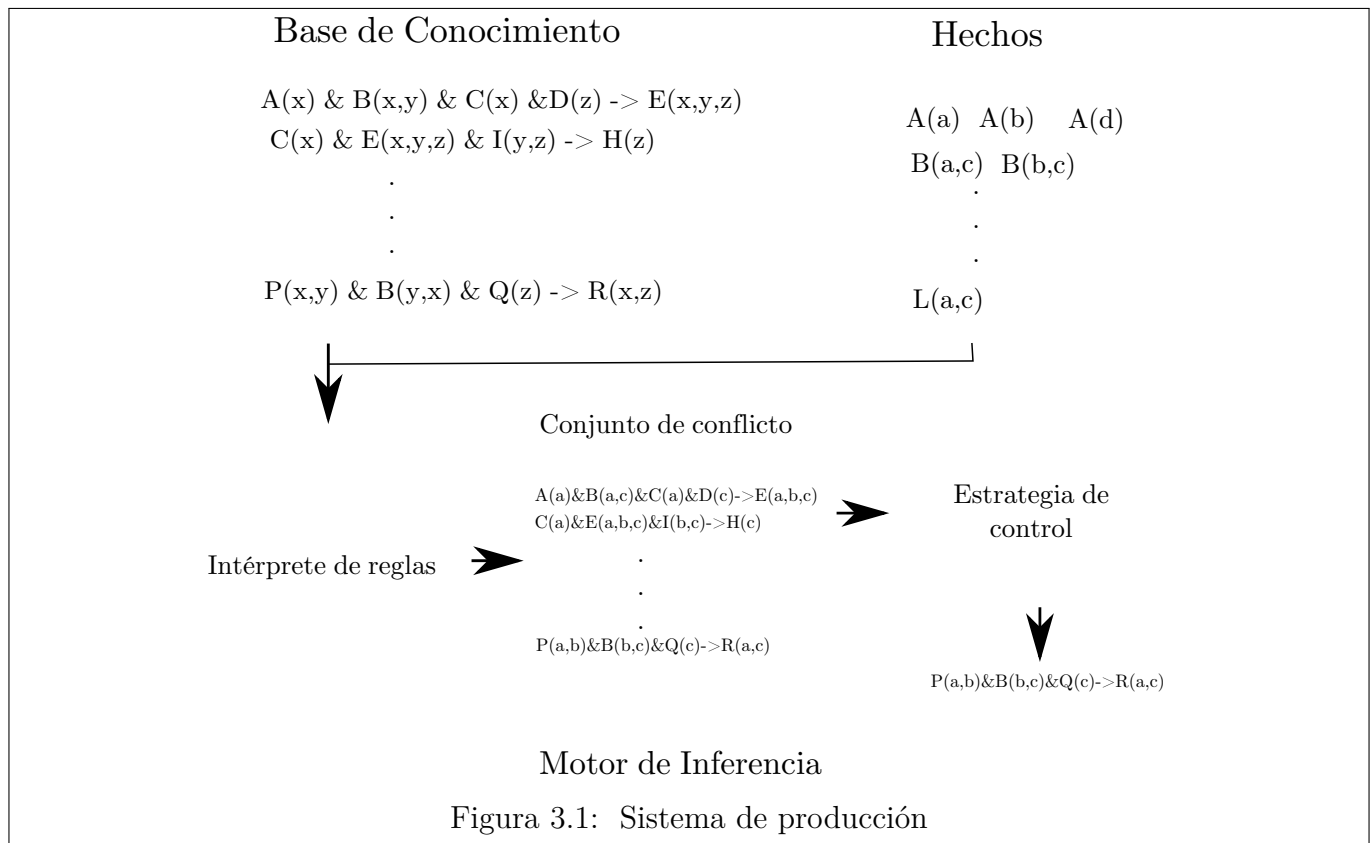 Base de Conocimiento
A(x) & B(x,y) & C(x) &D(z) -> E(x,y,z)
C(x) & E(x,y,z) & I(y,z) -> H(z)
.
.
.
P(x,y) & B(y,x) & Q(z) -> R(x,z)
Hechos
A(a) A(b) A(d)
B(a,c) B(b,c)
.
.
.
L(a,c)
Intérprete de reglas
Conjunto de conflicto
A(a)&B(a,c)&C(a)&D(c)->E(a,b,c)
C(a)&E(a,b,c)&I(b,c)->H(c)
.
.
.
P(a,b)&B(b,c)&Q(c)->R(a,c)
Estrategia de
control
P(a,b)&B(b,c)&Q(c)->R(a,c)
Motor de Inferencia
Figura 3.1: Sistema de producción